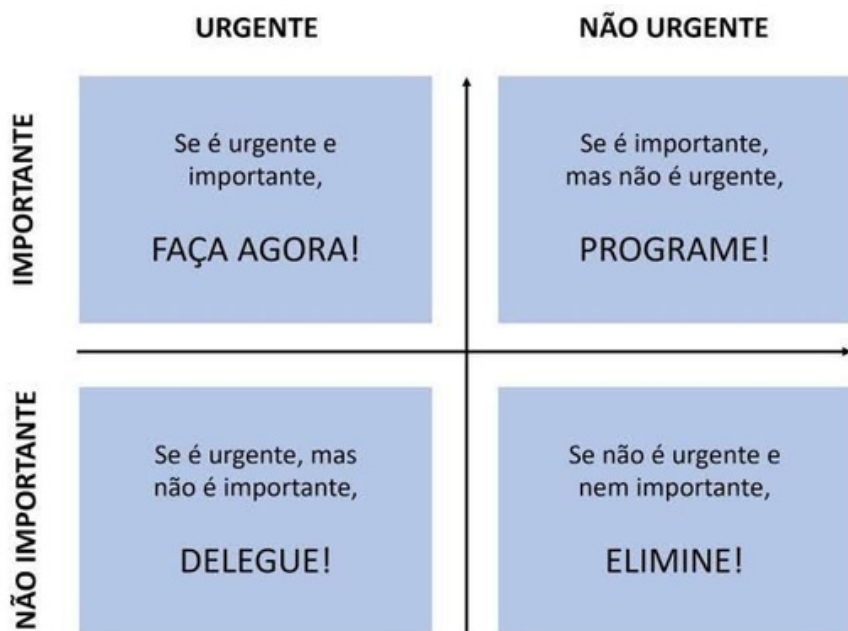 URGENTE
NÃO URGENTE
IMPORTANTE
Se é urgente e
importante,
FAÇA AGORA!
Se é importante,
mas não é urgente,
PROGRAME!
NÃO IMPORTANTE
Se é urgente, mas
não é importante,
DELEGUE!
Se não é urgente e
nem importante,
ELIMINE!